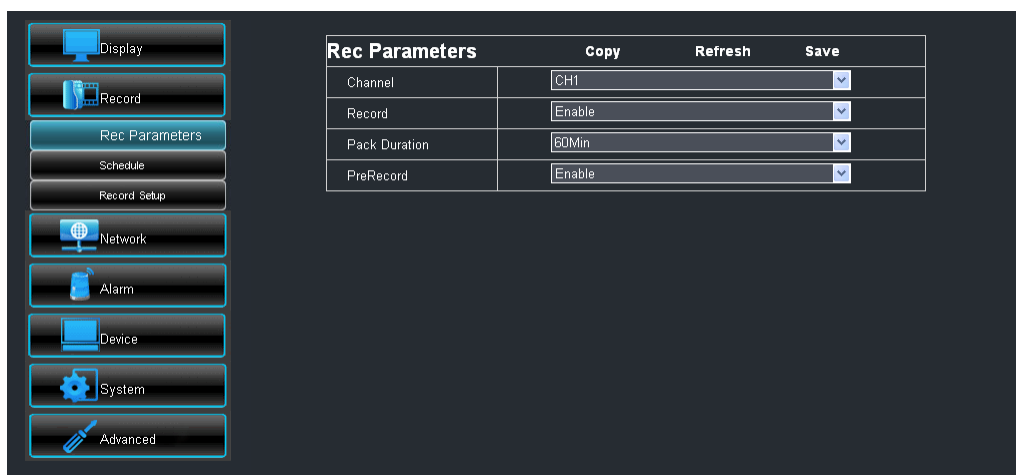 Display
Record
Rec Parameters
Schedule
Record Setup
Network
Alarm
Device
System
Advanced
Rec Parameters Copy Refresh Save
Channel CH1
Record Enable
Pack Duration 60Min
PreRecord Enable